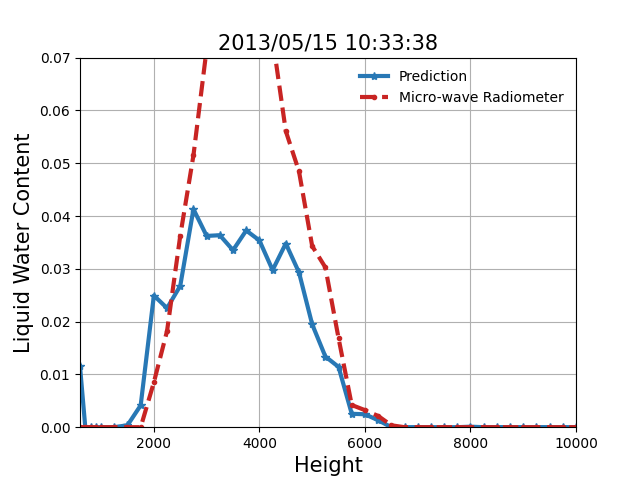 2013/05/15 10:33:38
Prediction
Micro-wave Radiometer
Liquid Water Content
0.07
0.06
0.05
0.04
0.03
0.02
0.01
0.00
2000 4000 6000 8000 10000
Height